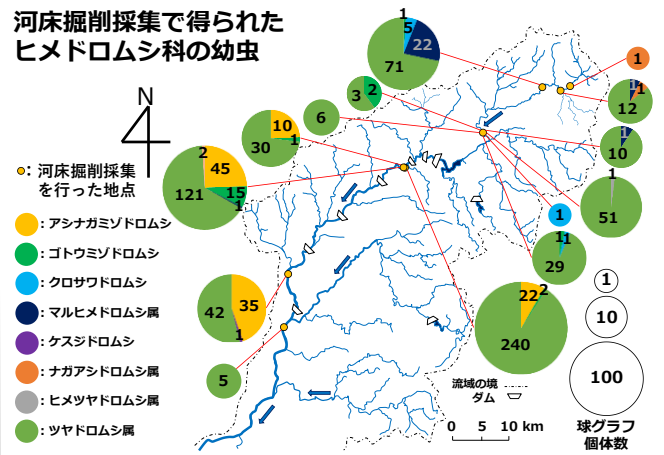 河床掘削採集で得られた
ヒメドロムシ科の幼虫
N
：河床掘削採集
を行った地点
：アシナガミゾドロムシ
：ゴトウミゾドロムシ
：クロサワドロムシ
：マルヒメドロムシ属
：ケスジドロムシ
：ナガアシドロムシ属
：ヒメツヤドロムシ属
：ツヤドロムシ属
1
5
22
71
3
2
6
10
30
1
2
45
15
1
121
35
42
1
5
1
1
1
12
1
10
1
51
1
1
1
29
22
2
240
1
10
100
球グラフ
個体数
流域の境
ダム
0 5 10 km